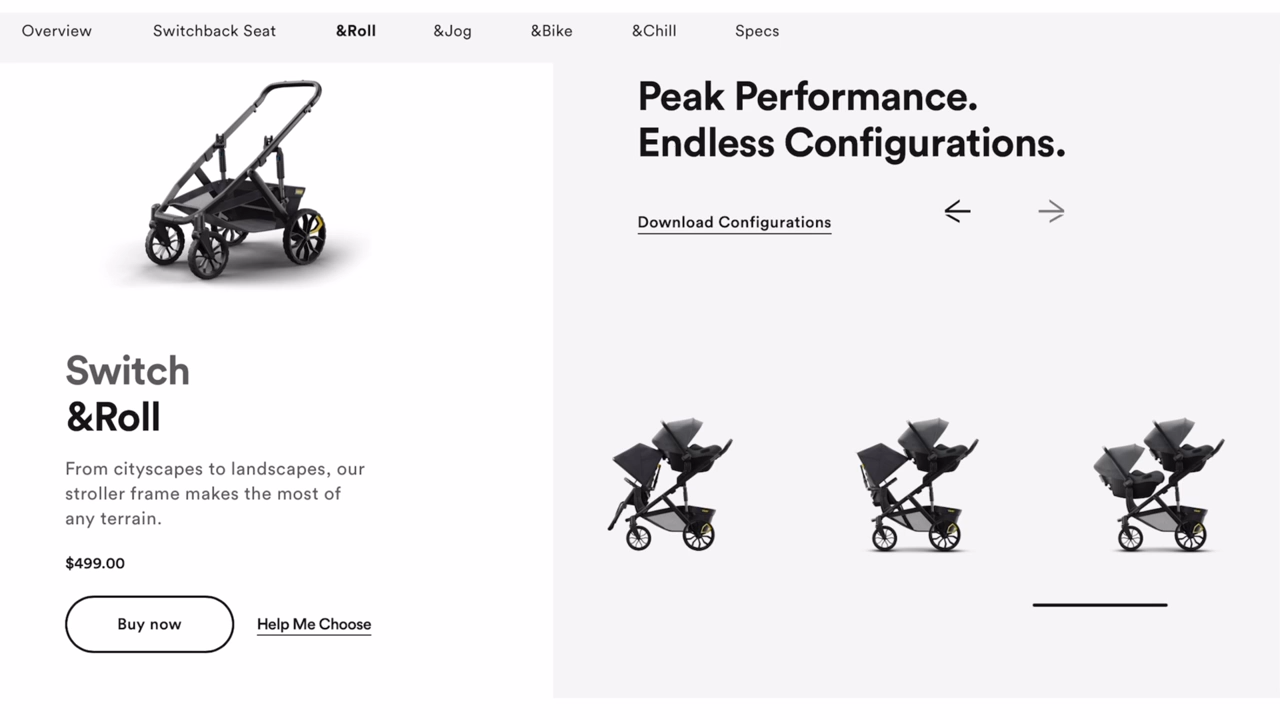 Overview
Switchback Seat
&Roll
&Jog
&Bike
&Chill
Specs
Switch
&Roll
From cityscapes to landscapes, our
stroller frame makes the most of
any terrain.
$499.00
Buy now
Help Me Choose
Peak Performance.
Endless Configurations.
Download Configurations